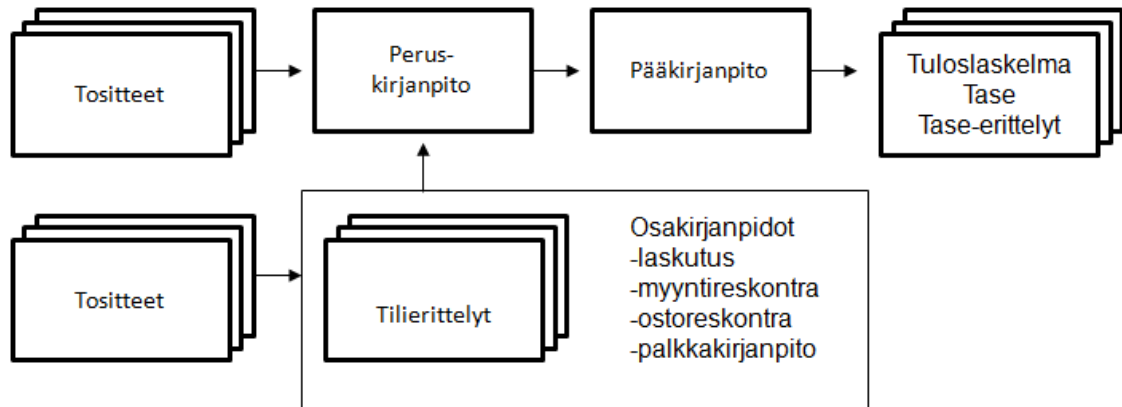 Tositteet
Perus-
kirjanpito
Pääkirjanpito
Tuloslaskelma
Tase
Tase-erittelyt
Tositteet
Tilierittelyt
Osakirjanpidot
-laskutus
-myyntireskontra
-ostoreskontra
-palkkakirjanpito